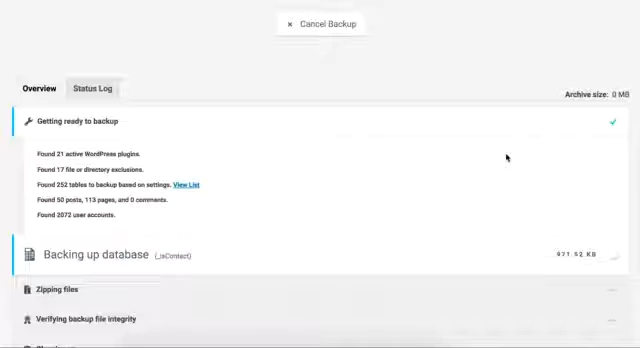 × Cancel Backup
Overview
Status Log
Archive size: 0 MB
Getting ready to backup
Found 21 active WordPress plugins.
Found 17 file or directory exclusions.
Found 252 tables to backup based on settings. View List
Found 50 posts, 113 pages, and 0 comments.
Found 2072 user accounts.
Backing up database (_isContact)
971.92 KB
Zipping files
Verifying backup file integrity